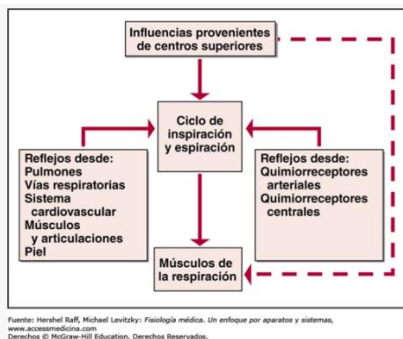 Influencias provenientes
de centros superiores
Ciclo de
inspiración
y espiración
Reflejos desde:
Pulmones
Vías respiratorias
Sistema
cardiovascular
Músculos
y articulaciones
Piel
Reflejos desde:
Quimiorreceptores
arteriales
Quimiorreceptores
centrales
Músculos de
la respiración
Fuente: Hershel Raff, Michael Levitzky: Fisiología médica. Un enfoque por aparatos y sistemas,
www.accessmedicina.com
Derechos © McGraw-Hill Education. Derechos Reservados.